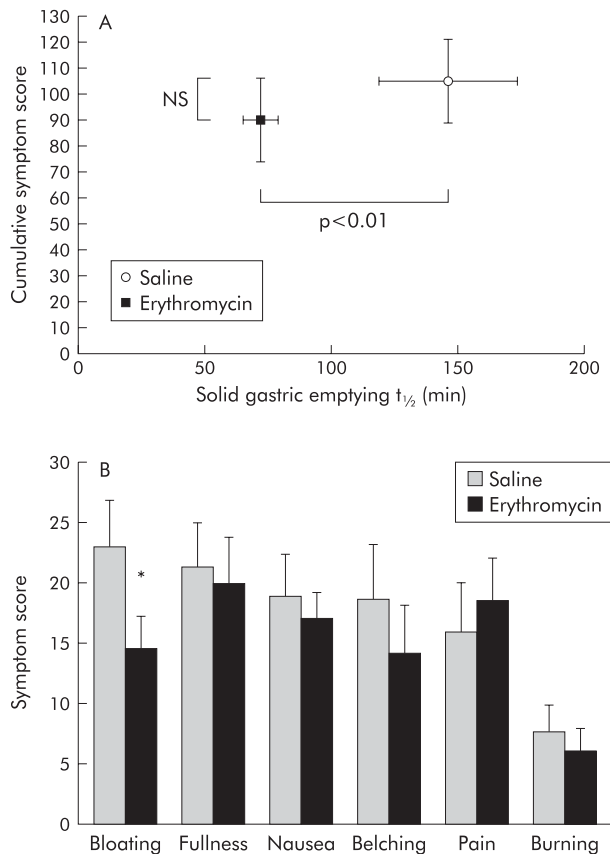 A
130
120
110
100
90
80
70
60
50
40
30
20
10
0
Cumulative symptom score
NS
p<0.01
Saline
Erythromycin
0 50 100 150 200
Solid gastric emptying t½ (min)
B
30
25
20
15
10
5
0
Symptom score
*
Saline
Erythromycin
Bloating Fullness Nausea Belching Pain Burning